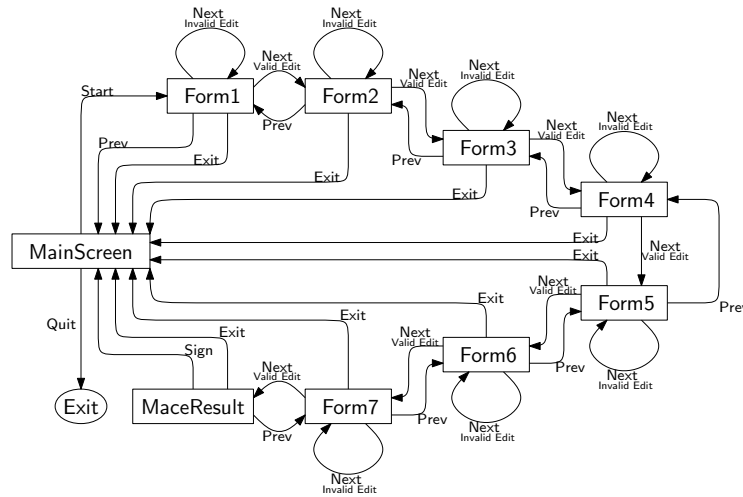 Next
Invalid Edit
Next
Invalid Edit
Next
Valid Edit
Start
Form1
Form2
Next
Valid Edit
Next
Invalid Edit
Prev
Prev
Exit
Prev
Form3
Next
Valid Edit
Next
Invalid Edit
Exit
Exit
Prev
Form4
MainScreen
Exit
Exit
Next
Valid Edit
Next
Valid Edit
Form5
Prev
Exit
Quit
Exit
Next
Valid Edit
Form6
Prev
Next
Invalid Edit
Sign
Next
Valid Edit
Exit
MaceResult
Form7
Prev
Prev
Next
Invalid Edit
Next
Invalid Edit